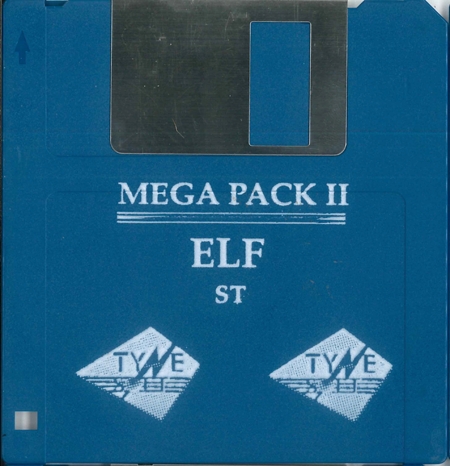 MEGA PACK II
ELF
ST
TYNE TYNE